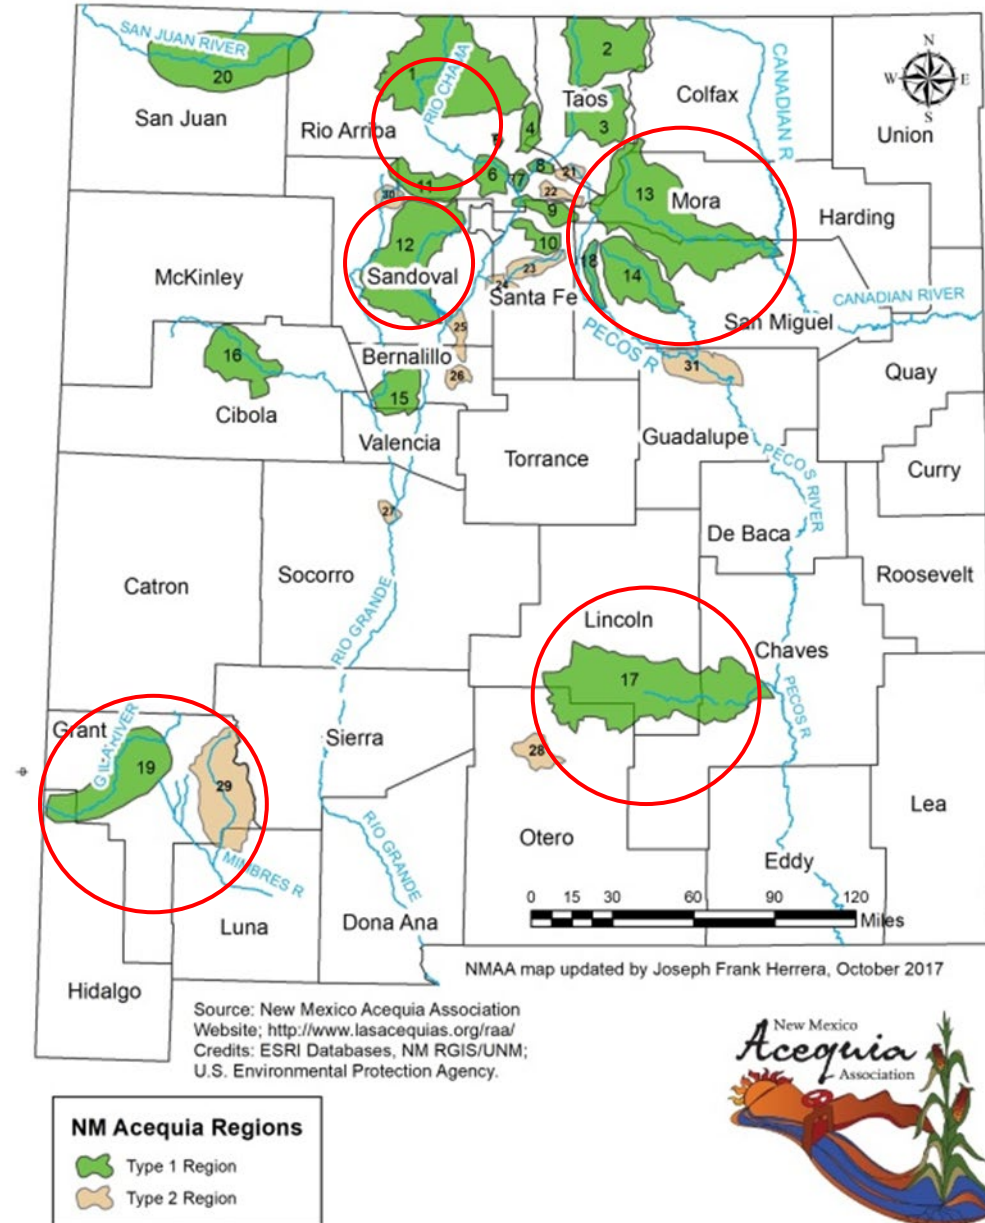 SAN JUAN RIVER
20
San Juan
1
RIO CHAMA
Rio Arriba
2
Taos
3
4
5
Colfax
CANADIAN R
N
W
E
S
Union
6
7
8
21
22
9
10
11
30
12
Sandoval
13
Mora
Harding
McKinley
18
14
23
24
Santa Fe
San Miguel
CANADIAN RIVER
PECOS R
16
Cibola
Bernalillo
25
26
15
Valencia
31
Quay
Guadalupe
Torrance
PECOS RIVER
Curry
27
De Baca
Catron
Socorro
RIO GRANDE
Roosevelt
Lincoln
17
Chaves
PECOS R
Grant
GILA RIVER
19
29
Sierra
28
Otero
Lea
MIMBRES R
RIO GRANDE
Eddy
Luna
Dona Ana
0 15 30 60 90 120
Miles
Hidalgo
NMAA map updated by Joseph Frank Herrera, October 2017
Source: New Mexico Acequia Association
Website; http://www.lasacequias.org/raa/
Credits: ESRI Databases, NM RGIS/UNM;
U.S. Environmental Protection Agency.
New Mexico
Acequia
Association
NM Acequia Regions
Type 1 Region
Type 2 Region